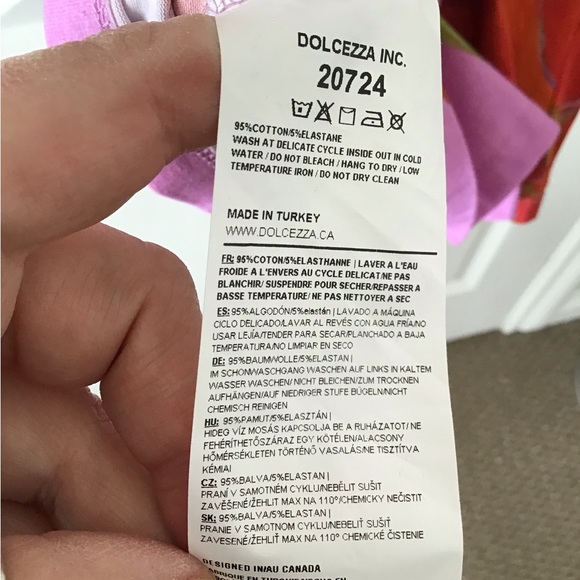 DOLCEZZA INC.
20724
95%COTTON/5%ELASTANE
WASH AT DELICATE CYCLE INSIDE OUT IN COLD
WATER / DO NOT BLEACH / HANG TO DRY / LOW
TEMPERATURE IRON / DO NOT DRY CLEAN
MADE IN TURKEY
WWW.DOLCEZZA.CA
FR: 95%COTON/5%ELASTHANNE | LAVER A L'EAU
FROIDE A L'ENVERS AU CYCLE DELICAT/NE PAS
BLANCHIR/ SUSPENDRE POUR SECHER/REPASSER A
BASSE TEMPERATURE/ NE PAS NETTOYER A SEC
ES: 95%ALGODÓN/5%elastán | LAVADO A MÁQUINA
CICLO DELICADO/LAVAR AL REVÉS CON AGUA FRÍA/NO
USAR LEJÍA/TENDER PARA SECAR/PLANCHADO A BAJA
TEMPERATURA/NO LIMPIAR EN SECO
DE: 95%BAUMWOLLE/5%ELASTAN |
IM SCHONWASCHGANG WASCHEN AUF LINKS IN KALTEM
WASSER WASCHEN/ NICHT BLEICHEN/ZUM TROCKNEN
AUFHÄNGEN/AUF NIEDRIGER STUFE BÜGELN/NICHT
CHEMISCH REINIGEN
HU: 95%PAMUT/5%ELASZTÁN |
HIDEG VÍZ MOSÁS KAPCSOLJA BE A RUHÁZATOT/ NE
FEHÉRÍTHETŐ/SZÁRAZ EGY KÖTÉLEN/ALACSONY
HŐMÉRSÉKLETEN TÖRTÉNŐ VASALÁS/NE TISZTÍTVA
KÉMIAI
CZ: 95%BALVA/5%ELASTAN |
PRANÍ V SAMOTNÉM CYKLU/NEBĚLIT SUŠIT
ZAVĚŠENÉ/ŽEHLIT MAX NA 110°/CHEMICKY NEČISTIT
SK: 95%BALVA/5%ELASTAN |
PRANIE V SAMOTNOM CYKLU/NEBIELIT SUŠIT
ZAVESENÉ/ŽEHLIT MAX NA 110° CHEMICKÉ ČISTENIE
DESIGNED IN/AU CANADA